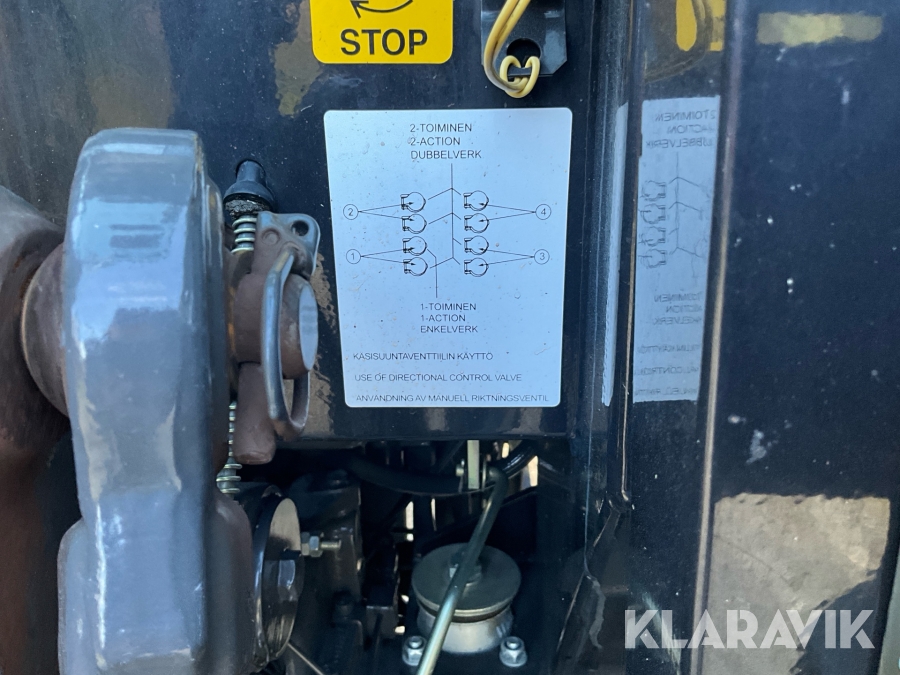 STOP
2-TOIMINEN
2-ACTION
DUBBELVERK
2
4
1
3
1-TOIMINEN
1-ACTION
ENKELVERK
KÄSISUUNTAVENTTIILIN KÄYTTÖ
USE OF DIRECTIONAL CONTROL VALVE
ANVÄNDNING AV MANUELL RIKTNINGSVENTIL
KLARAVIK